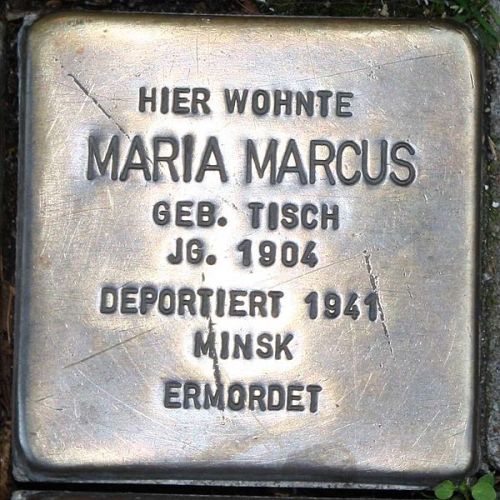 HIER WOHNTE
MARIA MARCUS
GEB. TISCH
JG. 1904
DEPORTIERT 1941
MINSK
ERMORDET